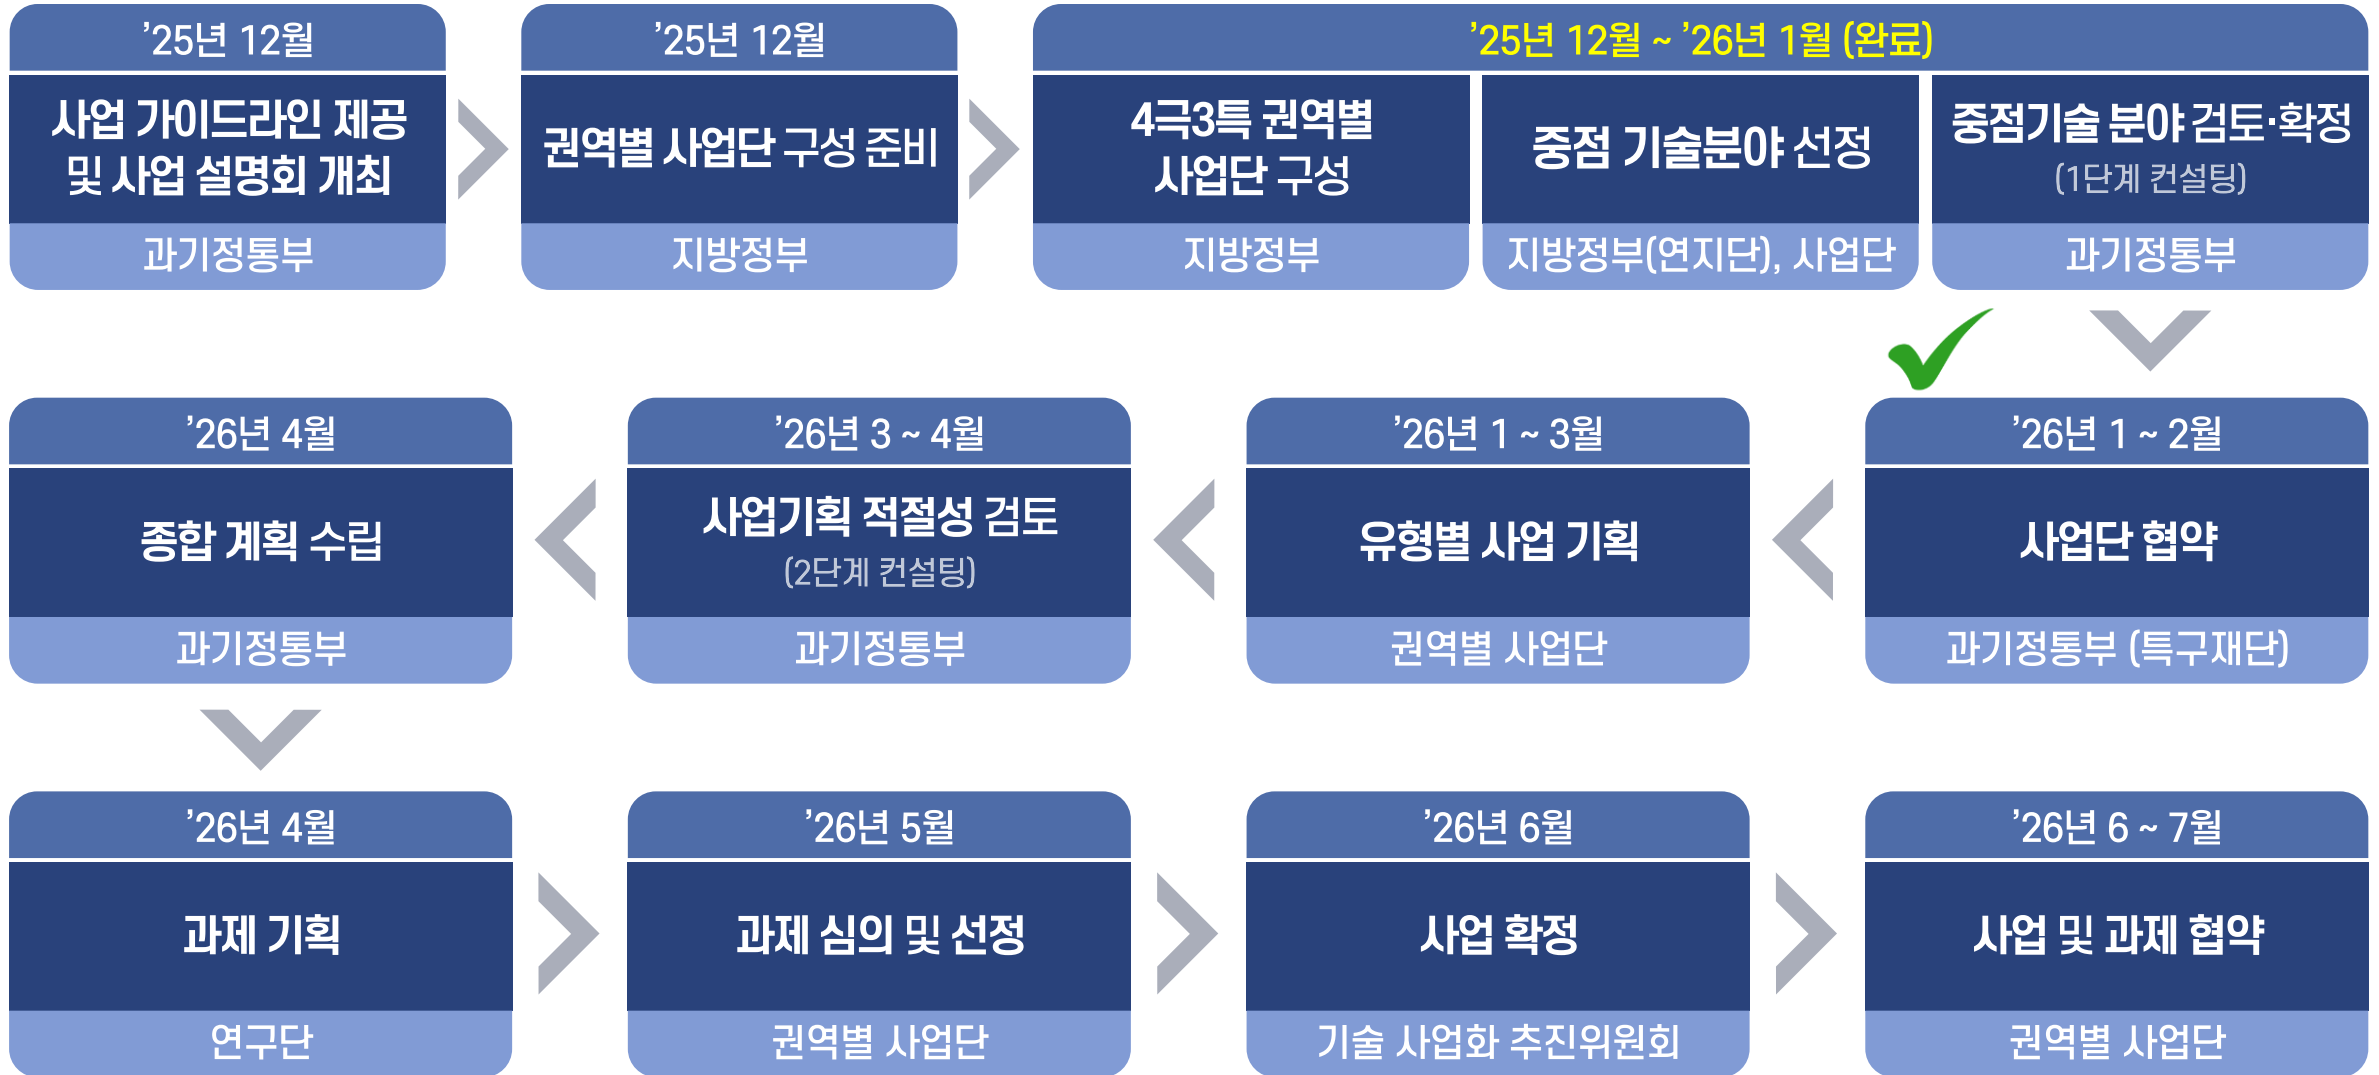 ’25년 12월
사업 가이드라인 제공
및 사업 설명회 개최
과기정통부
’25년 12월
권역별 사업단 구성 준비
지방정부
’25년 12월 ~ ’26년 1월 (완료)
4극3특 권역별
사업단 구성
지방정부
중점 기술분야 선정
지방정부(연지단), 사업단
중점기술 분야 검토·확정
(1단계 컨설팅)
과기정통부
’26년 1 ~ 2월
사업단 협약
과기정통부 (특구재단)
’26년 1 ~ 3월
유형별 사업 기획
권역별 사업단
’26년 3 ~ 4월
사업기획 적절성 검토
(2단계 컨설팅)
과기정통부
’26년 4월
종합 계획 수립
과기정통부
’26년 4월
과제 기획
연구단
’26년 5월
과제 심의 및 선정
권역별 사업단
’26년 6월
사업 확정
기술 사업화 추진위원회
’26년 6 ~ 7월
사업 및 과제 협약
권역별 사업단